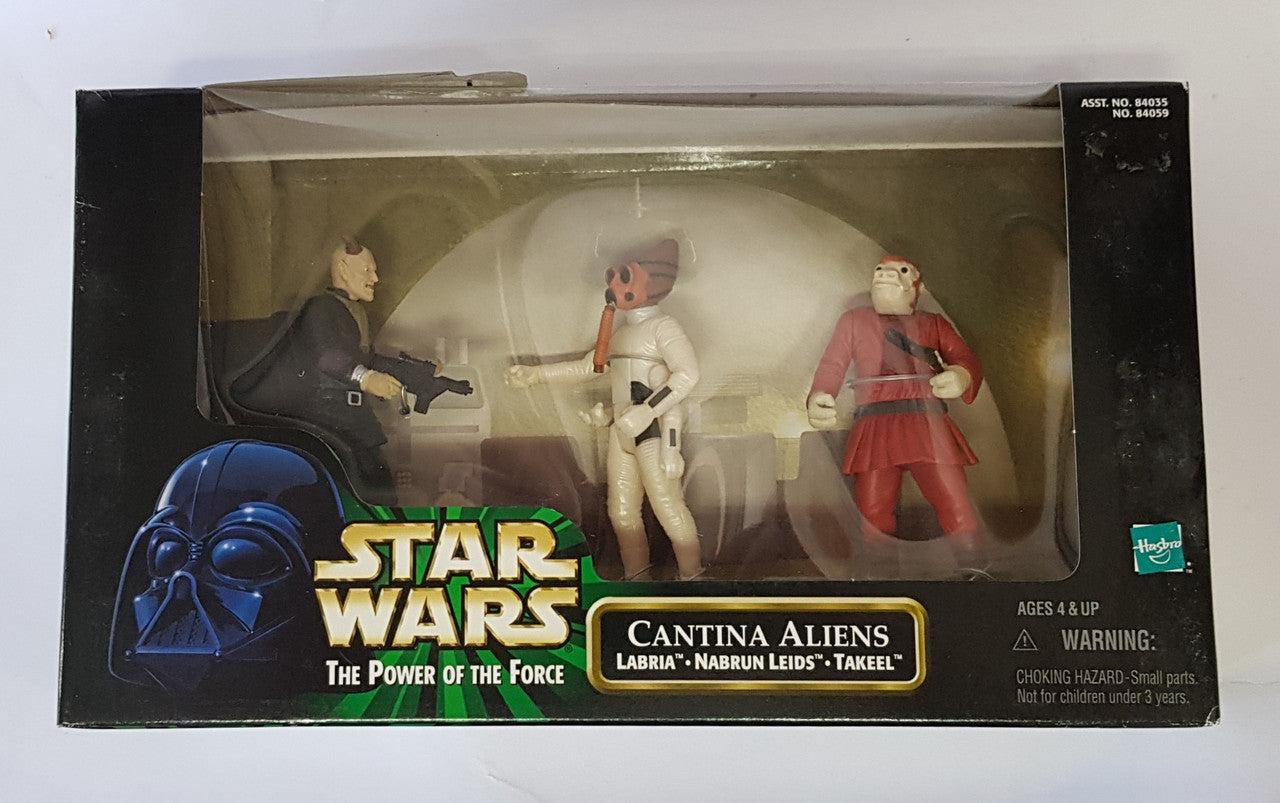 ASST. NO. 84035
NO. 84059
STAR
WARS®
THE POWER OF THE FORCE
CANTINA ALIENS
LABRIA™ • NABRUN LEIDS™ • TAKEEL™
Hasbro
™
AGES 4 & UP
⚠ WARNING:
CHOKING HAZARD-Small parts.
Not for children under 3 years.